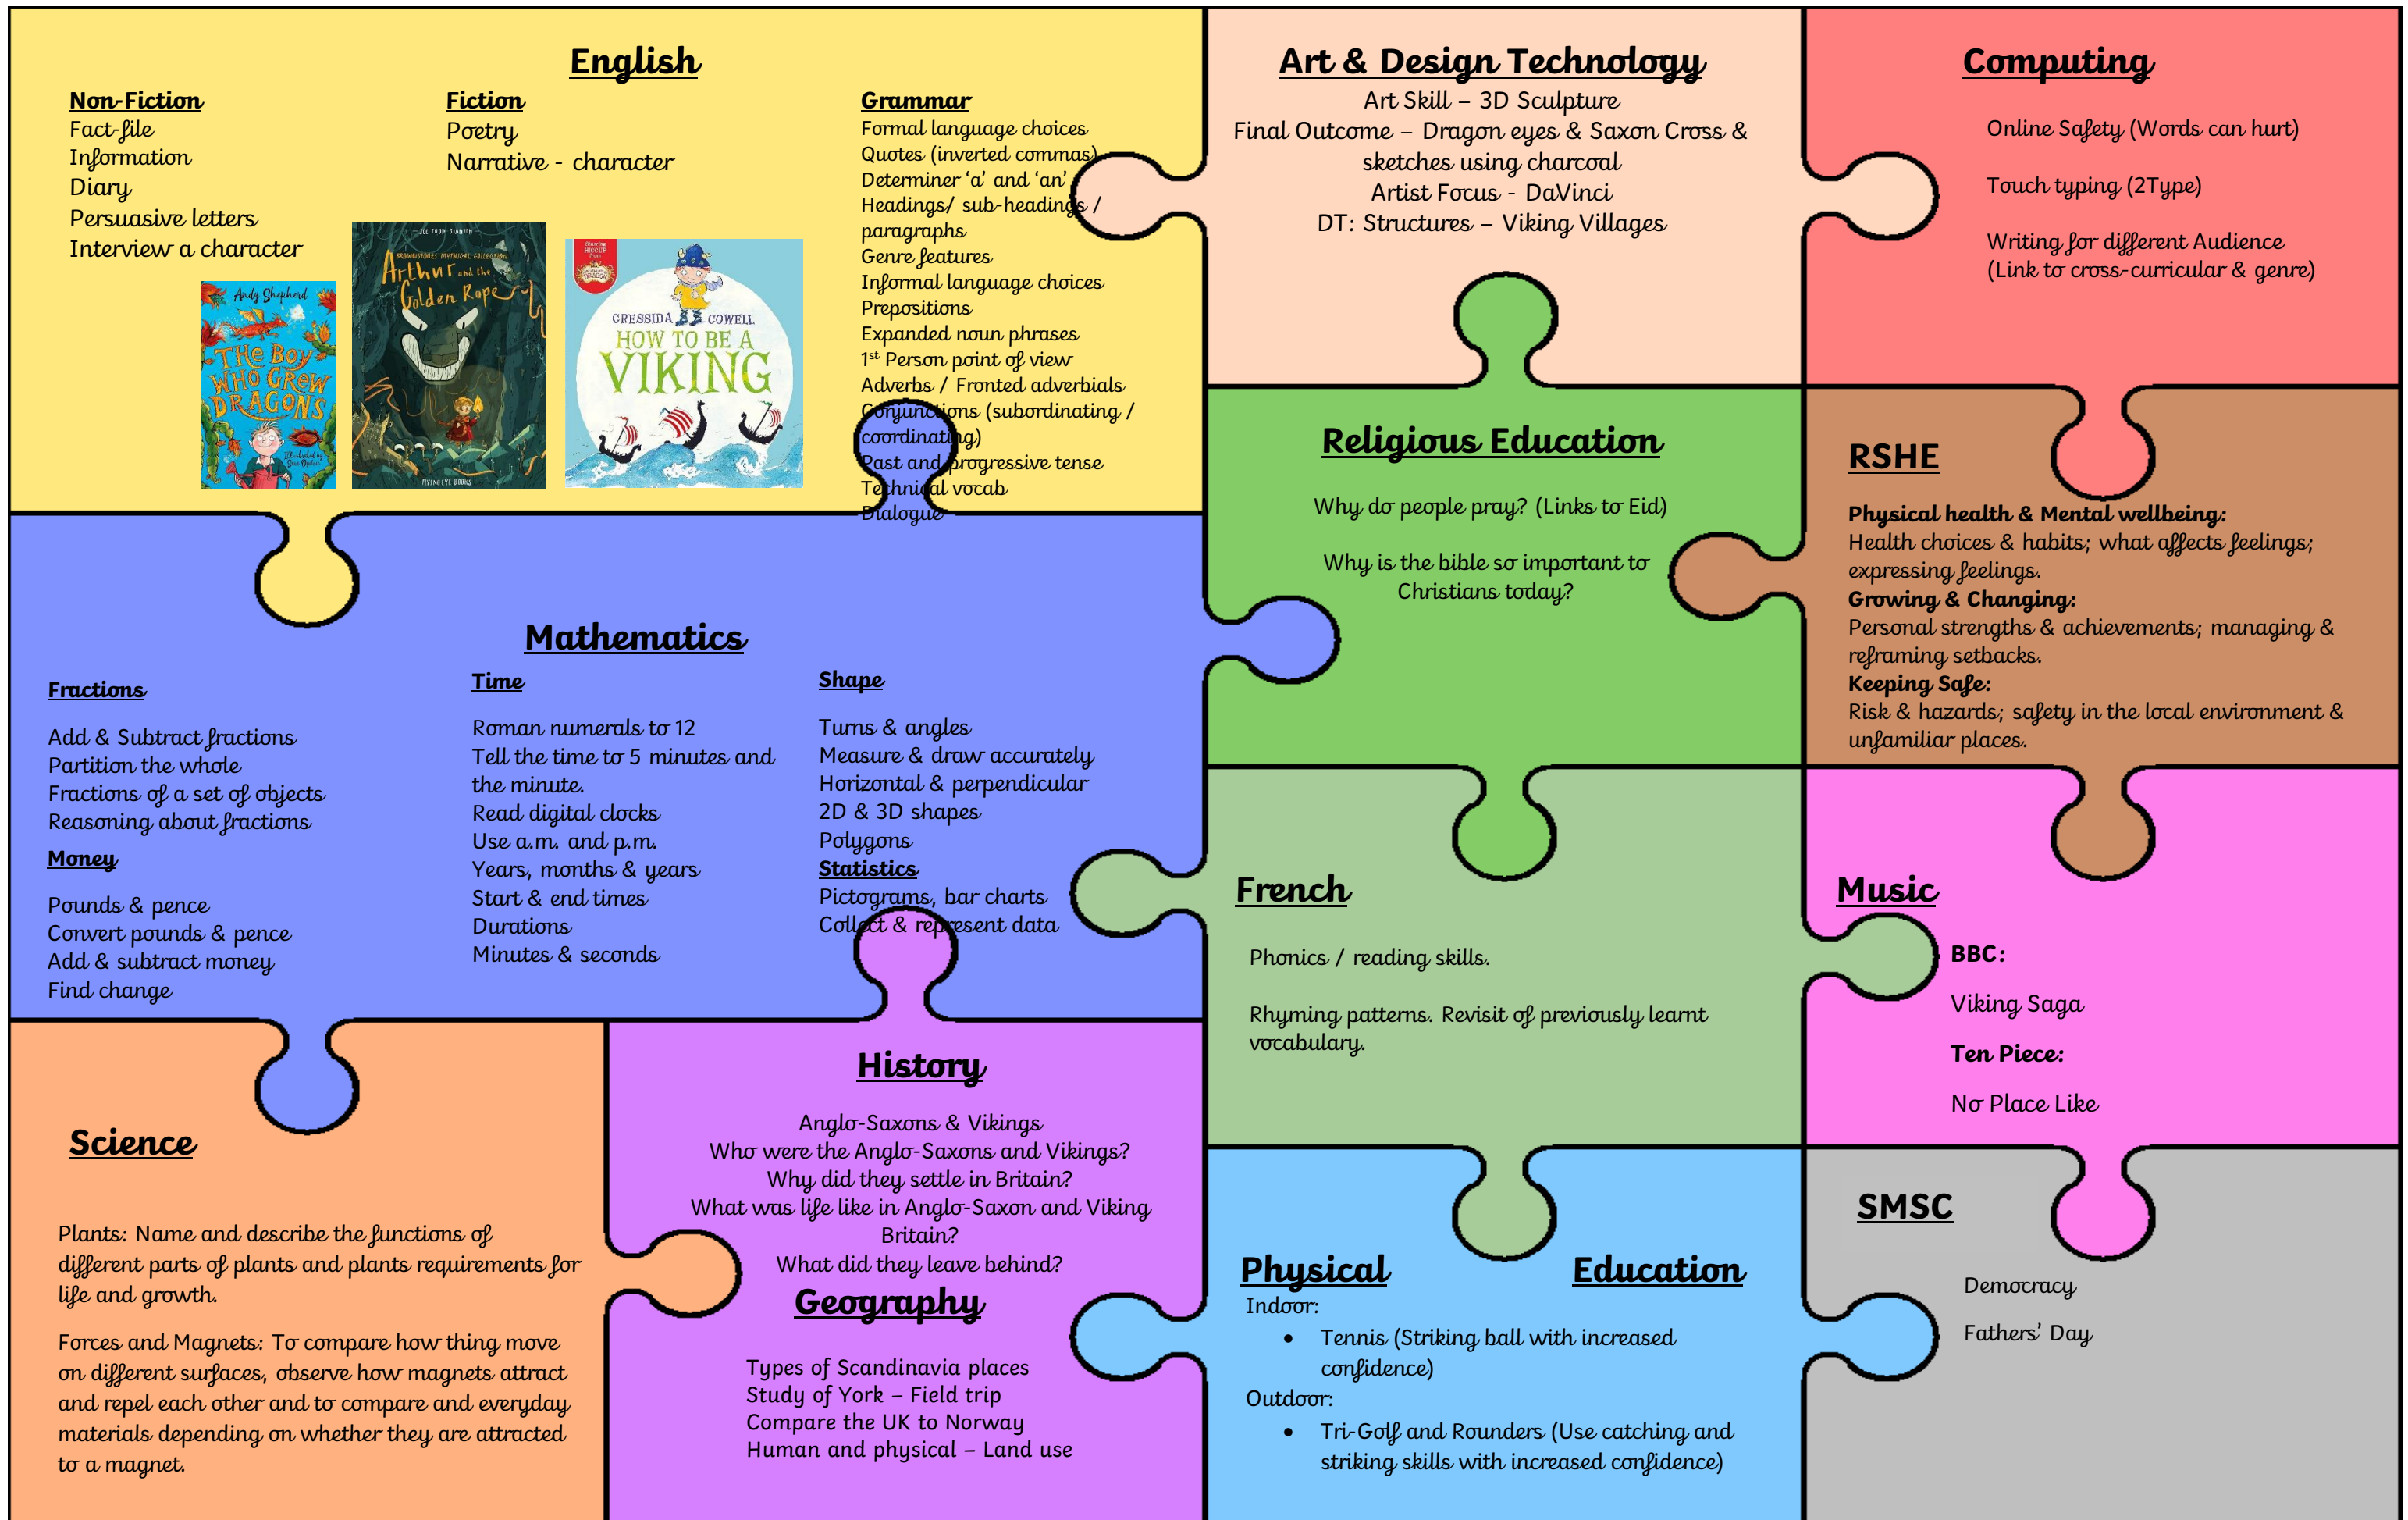 English
Non-Fiction
Fact-file
Information
Diary
Persuasive letters
Interview a character
Fiction
Poetry
Narrative - character
Andy Shepherd
THE BOY
WHO GREW
DRAGONS
Illustrated by
Sara Ogilvie
JOE TODD STANTON
BROWNSTONE'S MYTHICAL COLLECTION
Arthur and the
Golden Rope
FLYING EYE BOOKS
CRESSIDA COWELL
HOW TO BE A
VIKING
Grammar
Formal language choices
Quotes (inverted commas)
Determiner ‘a’ and ‘an’
Headings/ sub-headings /
paragraphs
Genre features
Informal language choices
Prepositions
Expanded noun phrases
1st Person point of view
Adverbs / Fronted adverbials
Conjunctions (subordinating /
coordinating)
Past and progressive tense
Technical vocab
Dialogue
Art & Design Technology
Art Skill – 3D Sculpture
Final Outcome – Dragon eyes & Saxon Cross &
sketches using charcoal
Artist Focus - DaVinci
DT: Structures – Viking Villages
Computing
Online Safety (Words can hurt)
Touch typing (2Type)
Writing for different Audience
(Link to cross-curricular & genre)
Religious Education
Why do people pray? (Links to Eid)
Why is the bible so important to
Christians today?
RSHE
Physical health & Mental wellbeing:
Health choices & habits; what affects feelings;
expressing feelings.
Growing & Changing:
Personal strengths & achievements; managing &
reframing setbacks.
Keeping Safe:
Risk & hazards; safety in the local environment &
unfamiliar places.
Mathematics
Fractions
Add & Subtract fractions
Partition the whole
Fractions of a set of objects
Reasoning about fractions
Money
Pounds & pence
Convert pounds & pence
Add & subtract money
Find change
Time
Roman numerals to 12
Tell the time to 5 minutes and
the minute.
Read digital clocks
Use a.m. and p.m.
Years, months & years
Start & end times
Durations
Minutes & seconds
Shape
Turns & angles
Measure & draw accurately
Horizontal & perpendicular
2D & 3D shapes
Polygons
Statistics
Pictograms, bar charts
Collect & represent data
French
Phonics / reading skills.
Rhyming patterns. Revisit of previously learnt
vocabulary.
Music
BBC:
Viking Saga
Ten Piece:
No Place Like
Science
Plants: Name and describe the functions of
different parts of plants and plants requirements for
life and growth.
Forces and Magnets: To compare how thing move
on different surfaces, observe how magnets attract
and repel each other and to compare and everyday
materials depending on whether they are attracted
to a magnet.
History
Anglo-Saxons & Vikings
Who were the Anglo-Saxons and Vikings?
Why did they settle in Britain?
What was life like in Anglo-Saxon and Viking
Britain?
What did they leave behind?
Geography
Types of Scandinavia places
Study of York – Field trip
Compare the UK to Norway
Human and physical – Land use
Physical Education
Indoor:
• Tennis (Striking ball with increased
confidence)
Outdoor:
• Tri-Golf and Rounders (Use catching and
striking skills with increased confidence)
SMSC
Democracy
Fathers’ Day